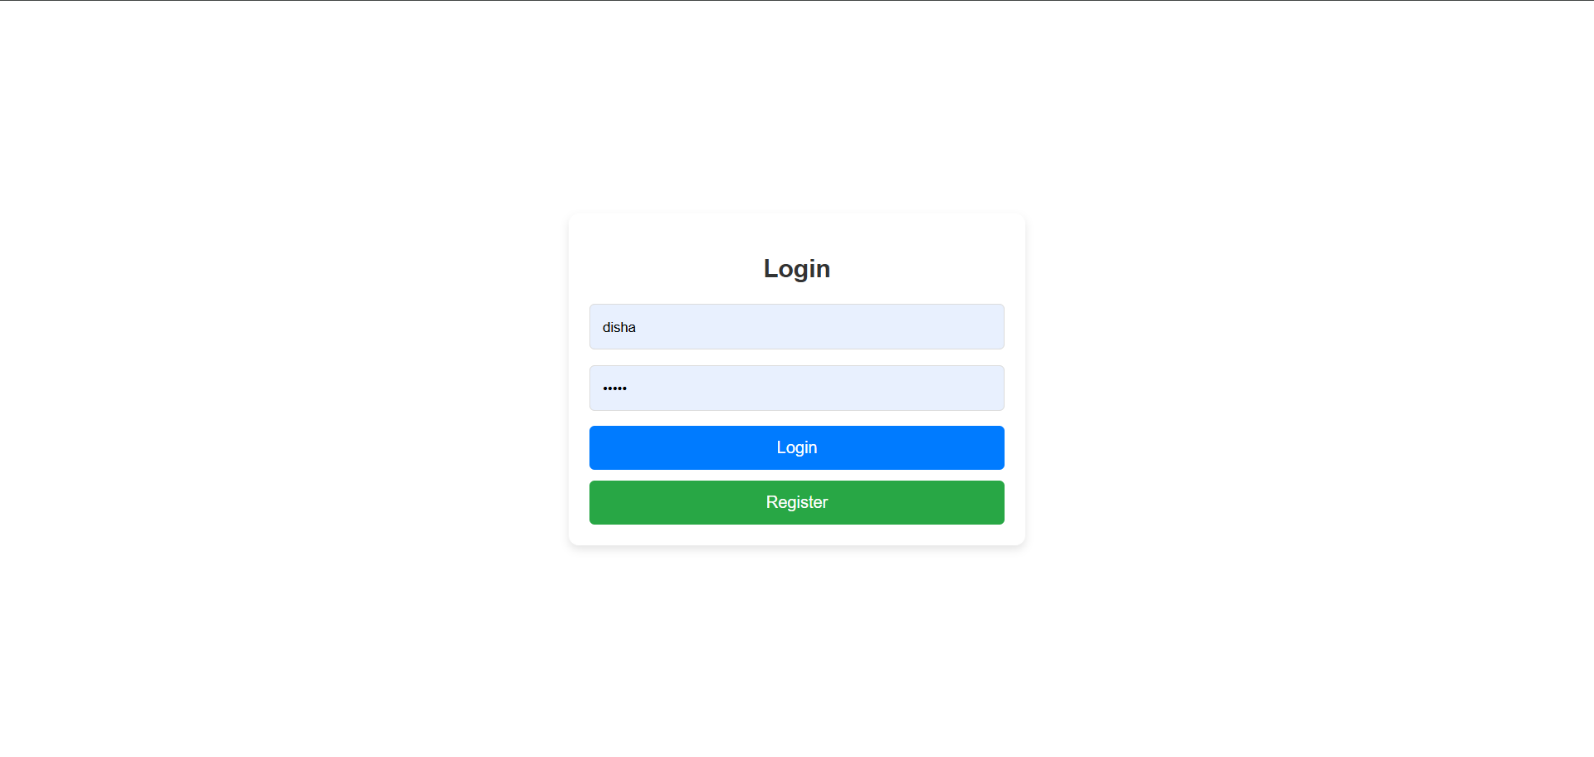 Login
disha
•••••
Login
Register